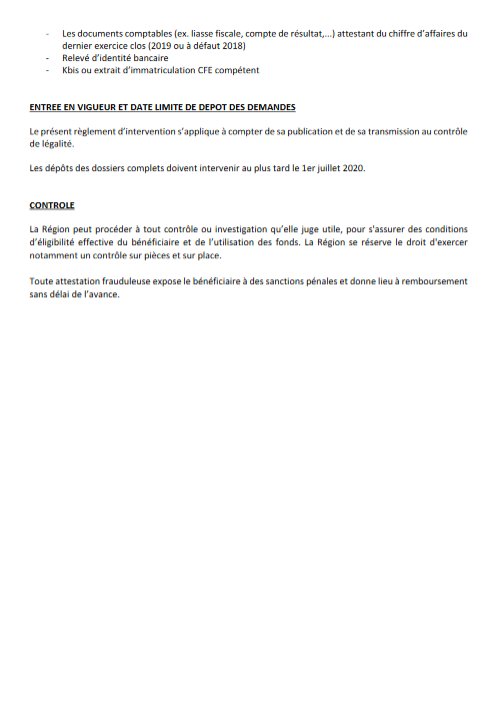 - Les documents comptables (ex. liasse fiscale, compte de résultat,...) attestant du chiffre d'affaires du
dernier exercice clos (2019 ou à défaut 2018)
- Relevé d'identité bancaire
- Kbis ou extrait d'immatriculation CFE compétent
ENTREE EN VIGUEUR ET DATE LIMITE DE DEPOT DES DEMANDES
Le présent règlement d'intervention s'applique à compter de sa publication et de sa transmission au contrôle
de légalité.
Les dépôts des dossiers complets doivent intervenir au plus tard le 1er juillet 2020.
CONTROLE
La Région peut procéder à tout contrôle ou investigation qu'elle juge utile, pour s'assurer des conditions
d'éligibilité effective du bénéficiaire et de l'utilisation des fonds. La Région se réserve le droit d'exercer
notamment un contrôle sur pièces et sur place.
Toute attestation frauduleuse expose le bénéficiaire à des sanctions pénales et donne lieu à remboursement
sans délai de l'avance.